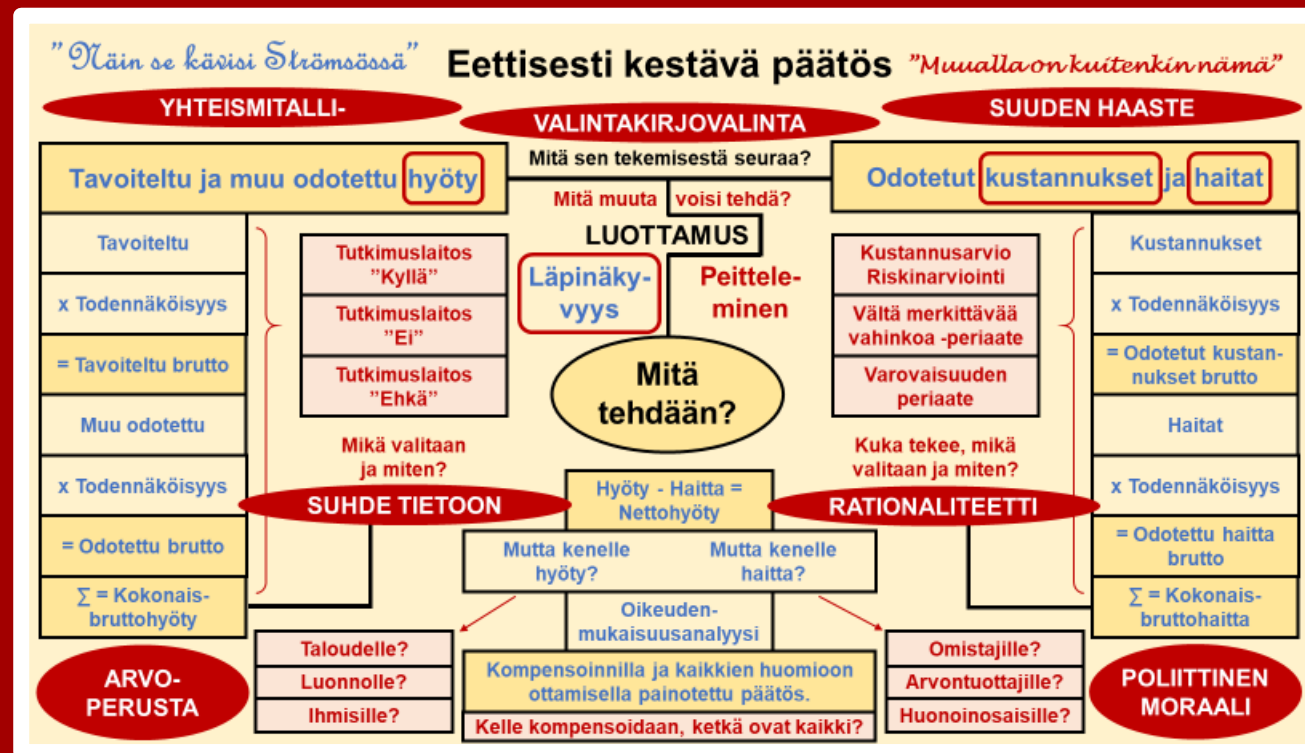 "Näin se kävisi Strömsössä"
Eettisesti kestävä päätös
"Muualla on kuitenkin nämä"
YHTEISMITALLI-
VALINTAKIRJOVALINTA
SUUDEN HAASTE
Tavoiteltu ja muu odotettu hyöty
Mitä sen tekemisestä seuraa?
Odotetut kustannukset ja haitat
Mitä muuta voisi tehdä?
LUOTTAMUS
Läpinäky-
vyys
Peittele-
minen
Mitä
tehdään?
Tavoiteltu
x Todennäköisyys
= Tavoiteltu brutto
Muu odotettu
x Todennäköisyys
= Odotettu brutto
∑ = Kokonais-
bruttohyöty
Tutkimuslaitos
"Kyllä"
Tutkimuslaitos
"Ei"
Tutkimuslaitos
"Ehkä"
Mikä valitaan
ja miten?
SUHDE TIETOON
Kustannusarvio
Riskinarviointi
Vältä merkittävää
vahinkoa -periaate
Varovaisuuden
periaate
Kuka tekee, mikä
valitaan ja miten?
RATIONALITEETTI
Kustannukset
x Todennäköisyys
= Odotetut kustan-
nukset brutto
Haitat
x Todennäköisyys
= Odotettu haitta
brutto
∑ = Kokonais-
bruttohaitta
Hyöty - Haitta =
Nettohyöty
Mutta kenelle
hyöty?
Mutta kenelle
haitta?
Oikeuden-
mukaisuusanalyysi
Kompensoinnilla ja kaikkien huomioon
ottamisella painotettu päätös.
Kelle kompensoidaan, ketkä ovat kaikki?
ARVO-
PERUSTA
Taloudelle?
Luonnolle?
Ihmisille?
Omistajille?
Arvontuottajille?
Huonoinosaisille?
POLIITTINEN
MORAALI